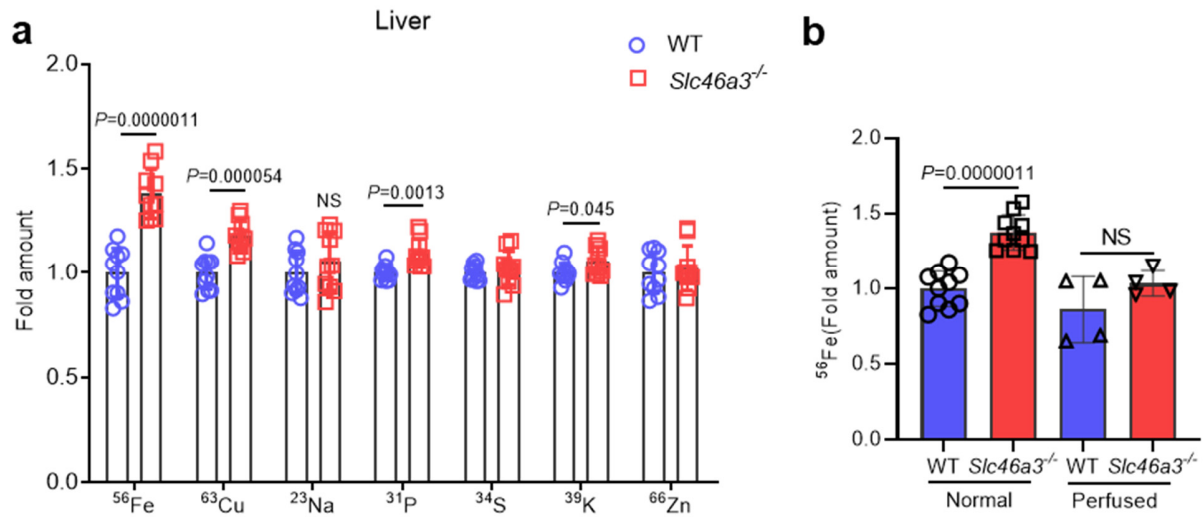 a
Liver
WT
Slc46a3⁻/⁻
Fold amount
2.0
1.5
1.0
0.5
0.0
P=0.0000011
P=0.000054
NS
P=0.0013
P=0.045
⁵⁶Fe
⁶³Cu
²³Na
³¹P
³⁴S
³⁹K
⁶⁶Zn
b
⁵⁶Fe(Fold amount)
2.0
1.5
1.0
0.5
0.0
P=0.0000011
NS
WT Slc46a3⁻/⁻ WT Slc46a3⁻/⁻
Normal Perfused